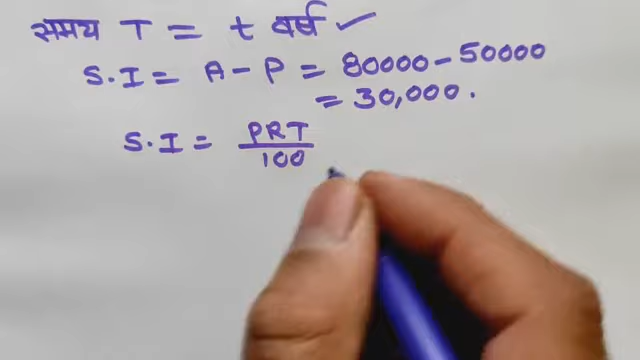 समय T = t वर्ष ✓
S.I = A - P = 80000 - 50000
= 30,000.
S.I = PRT/100